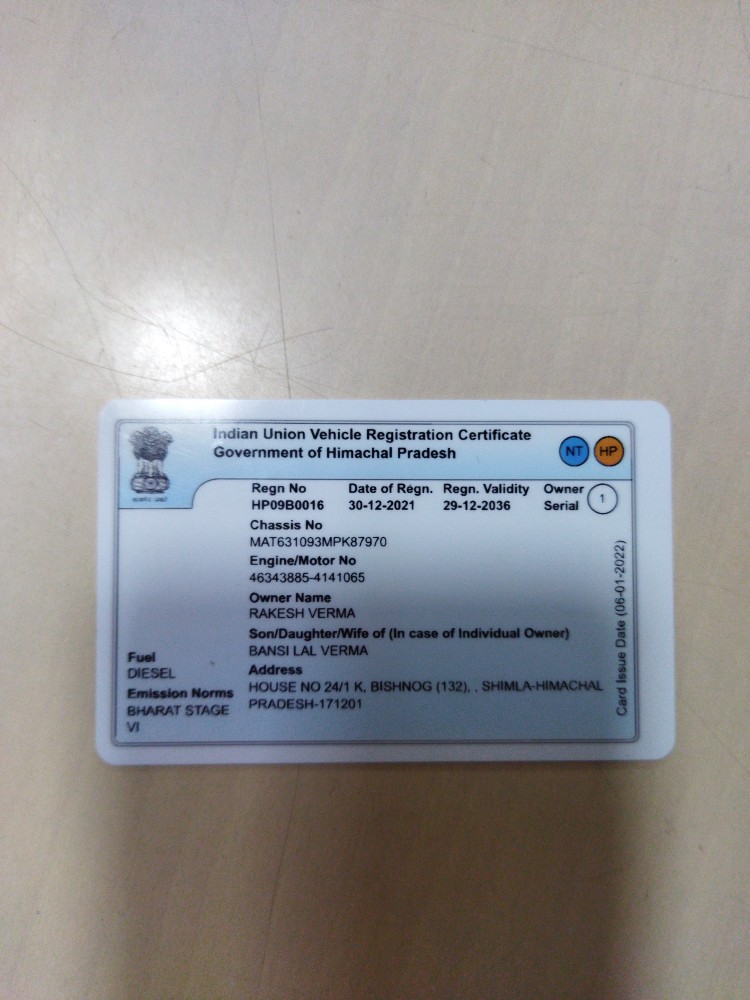 Indian Union Vehicle Registration Certificate
Government of Himachal Pradesh
NT HP
Regn No Date of Regn. Regn. Validity Owner Serial 1
HP09B0016 30-12-2021 29-12-2036
Chassis No
MAT631093MPK87970
Engine/Motor No
46343885-4141065
Owner Name
RAKESH VERMA
Son/Daughter/Wife of (In case of Individual Owner)
BANSI LAL VERMA
Address
HOUSE NO 24/1 K, BISHNOG (132), , SHIMLA-HIMACHAL
PRADESH-171201
Fuel
DIESEL
Emission Norms
BHARAT STAGE
VI
Card Issue Date (06-01-2022)